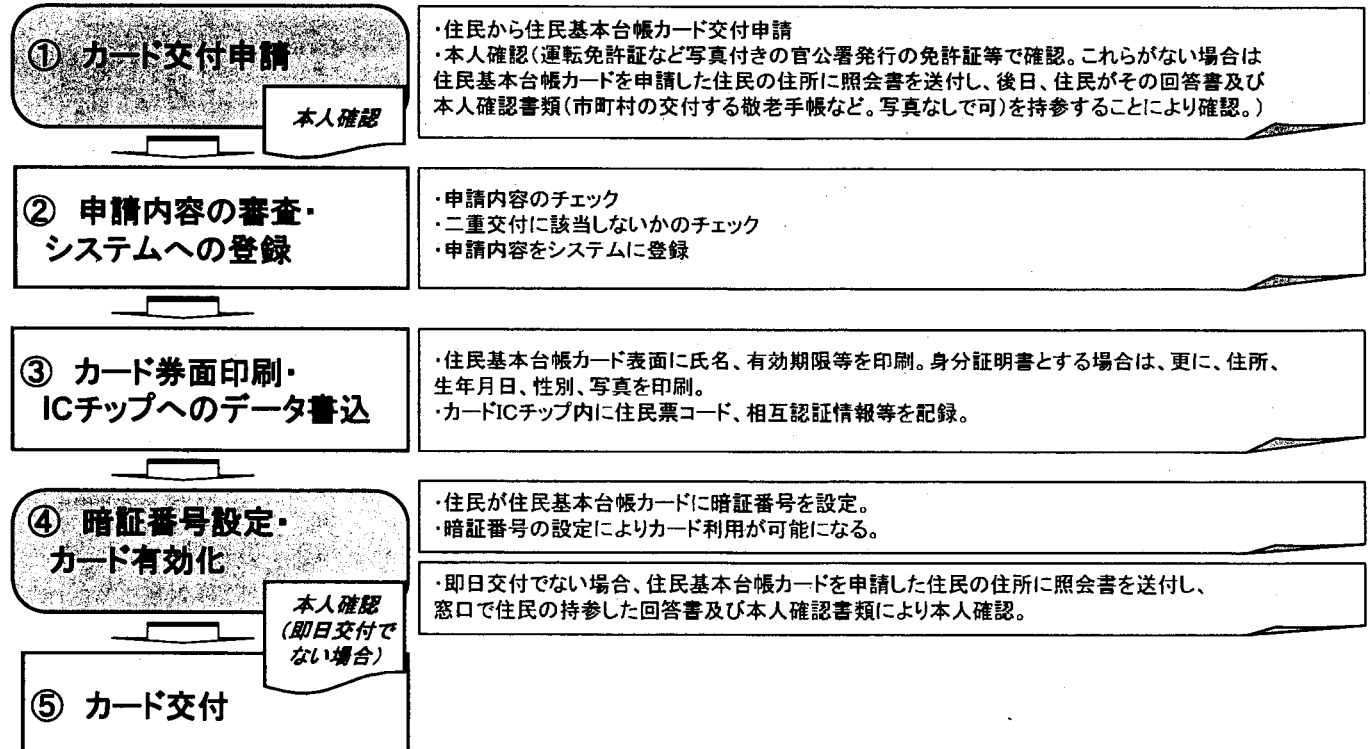 ① カード交付申請
本人確認
・住民から住民基本台帳カード交付申請
・本人確認(運転免許証など写真付きの官公署発行の免許証等で確認。これらがない場合は
住民基本台帳カードを申請した住民の住所に照会書を送付し、後日、住民がその回答書及び
本人確認書類(市町村の交付する敬老手帳など。写真なしで可)を持参することにより確認。)
② 申請内容の審査・
システムへの登録
・申請内容のチェック
・二重交付に該当しないかのチェック
・申請内容をシステムに登録
③ カード券面印刷・
ICチップへのデータ書込
・住民基本台帳カード表面に氏名、有効期限等を印刷。身分証明書とする場合は、更に、住所、
生年月日、性別、写真を印刷。
・カードICチップ内に住民票コード、相互認証情報等を記録。
④ 暗証番号設定・
カード有効化
本人確認
(即日交付で
ない場合)
・住民が住民基本台帳カードに暗証番号を設定。
・暗証番号の設定によりカード利用が可能になる。
・即日交付でない場合、住民基本台帳カードを申請した住民の住所に照会書を送付し、
窓口で住民の持参した回答書及び本人確認書類により本人確認。
⑤ カード交付